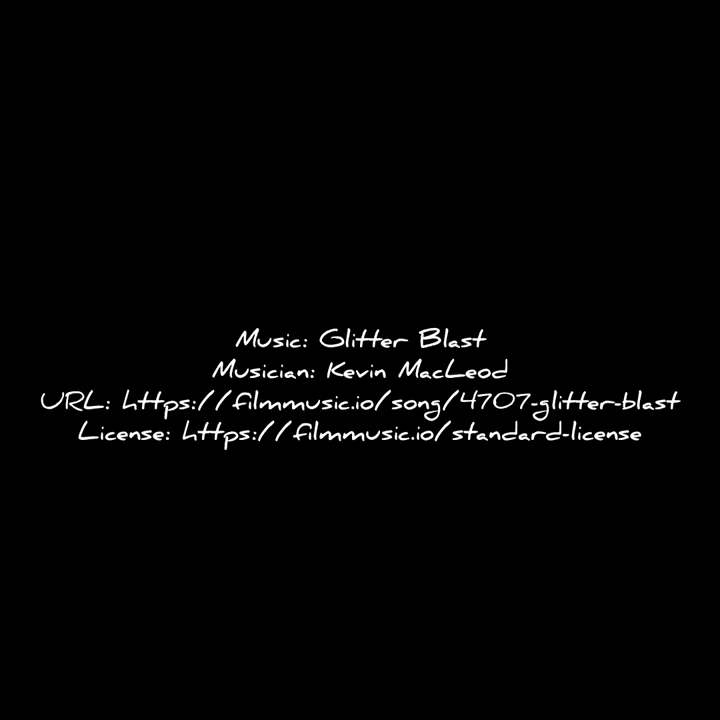 Music: Glitter Blast
Musician: Kevin MacLeod
URL: https://filmmusic.io/song/4707-glitter-blast
License: https://filmmusic.io/standard-license